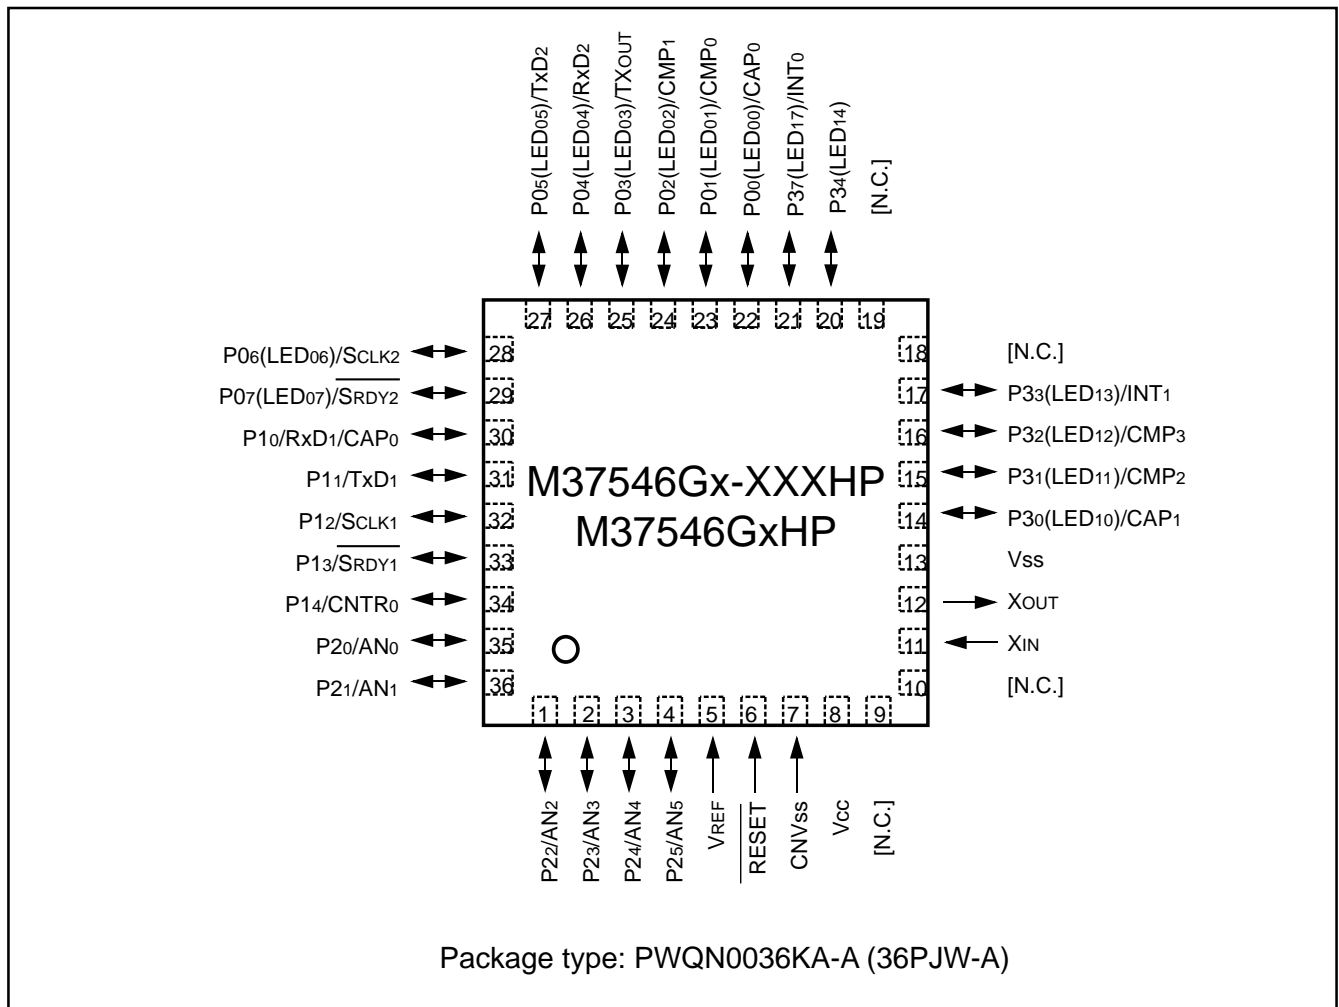 P05(LED05)/TxD2
P04(LED04)/RxD2
P03(LED03)/TXOUT
P02(LED02)/CMP1
P01(LED01)/CMP0
P00(LED00)/CAP0
P37(LED17)/INT0
P34(LED14)
[N.C.]
27 26 25 24 23 22 21 20 19
P06(LED06)/SCLK2 28
P07(LED07)/SRDY2 29
P10/RxD1/CAP0 30
P11/TxD1 31
P12/SCLK1 32
P13/SRDY1 33
P14/CNTR0 34
P20/AN0 35
P21/AN1 36
M37546Gx-XXXHP
M37546GxHP
18 [N.C.]
17 P33(LED13)/INT1
16 P32(LED12)/CMP3
15 P31(LED11)/CMP2
14 P30(LED10)/CAP1
13 Vss
12 XOUT
11 XIN
10 [N.C.]
1 2 3 4 5 6 7 8 9
P22/AN2
P23/AN3
P24/AN4
P25/AN5
VREF
RESET
CNVss
Vcc
[N.C.]
Package type: PWQN0036KA-A (36PJW-A)